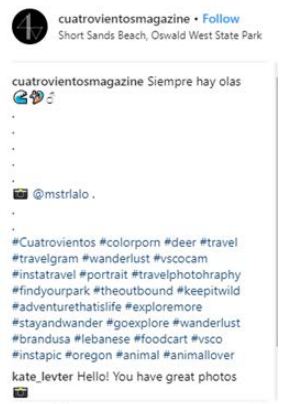 cuatrovientosmagazine • Follow
Short Sands Beach, Oswald West State Park
cuatrovientosmagazine Siempre hay olas
🌊
.
.
.
.
.
📸 @mstrlalo .
.
.
#Cuatrovientos #colorporn #deer #travel
#travelgram #wanderlust #vscocam
#instatravel #portrait #travelphotohraphy
#findyourpark #theoutbound #keepitwild
#adventurethatislife #exploremore
#stayandwander #goexplore #wanderlust
#brandusa #lebanese #foodcart #vsco
#instapic #oregon #animal #animallover
kate_levter Hello! You have great photos
📸